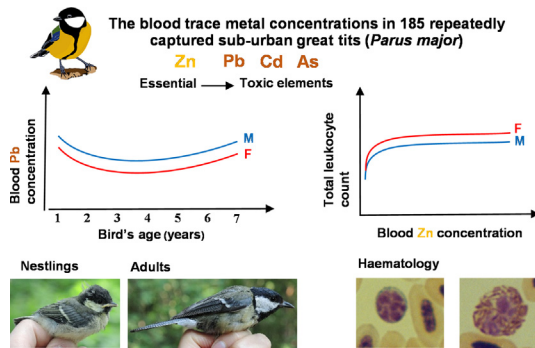 The blood trace metal concentrations in 185 repeatedly
captured sub-urban great tits (Parus major)
Zn Pb Cd As
Essential → Toxic elements
Blood Pb
concentration
M
F
1 2 3 4 5 6 7
Bird's age (years)
Total leukocyte
count
F
M
Blood Zn concentration
Nestlings Adults
Haematology